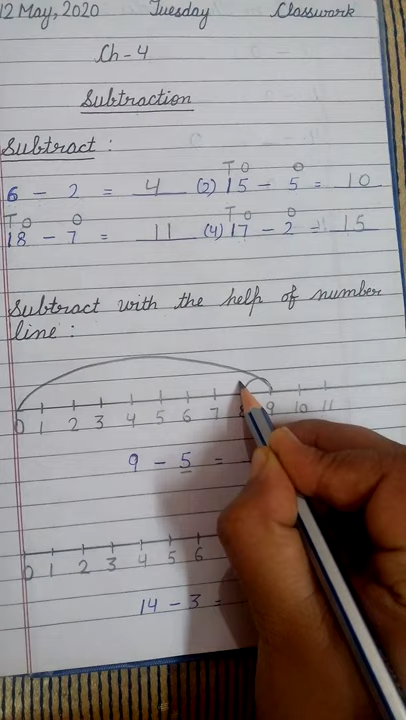 12 May, 2020 Tuesday Classwork
Ch-4
Subtraction
Subtract :
T O O
6 - 2 = 4 (2) 15 - 5 = 10
T O O T O O
18 - 7 = 11 (4) 17 - 2 = 15
Subtract with the help of number
line :
0 1 2 3 4 5 6 7 8 9 10 11
9 - 5 =
0 1 2 3 4 5 6
14 - 3 =